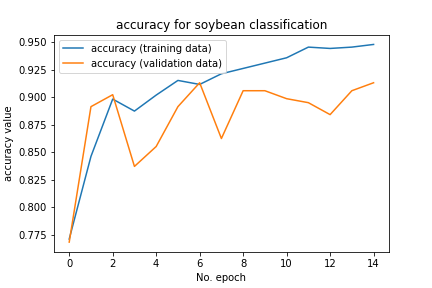 accuracy for soybean classification
accuracy (training data)
accuracy (validation data)
accuracy value
0.950
0.925
0.900
0.875
0.850
0.825
0.800
0.775
0 2 4 6 8 10 12 14
No. epoch